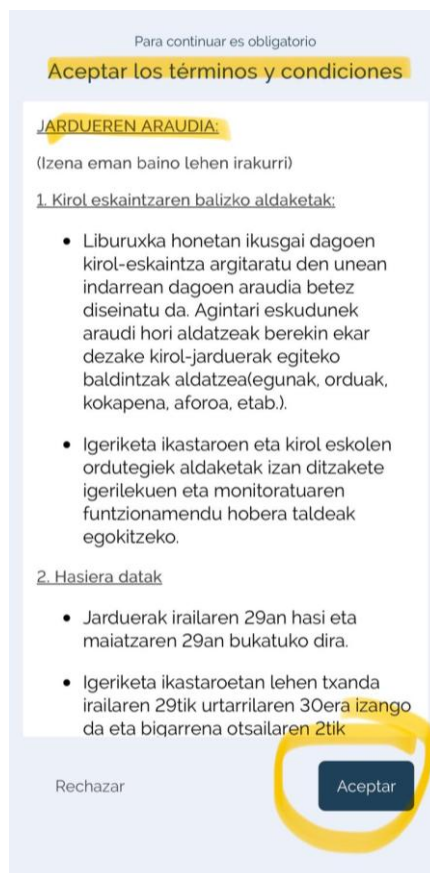 Para continuar es obligatorio
Aceptar los términos y condiciones
JARDUEREN ARAUDIA:
(Izena eman baino lehen irakurri)
1. Kirol eskaintzaren balizko aldaketak:
• Liburuxka honetan ikusgai dagoen
kirol-eskaintza argitaratu den unean
indarrean dagoen araudia betez
diseinatu da. Agintari eskudunek
araudi hori aldatzeak berekin ekar
dezake kirol-jarduerak egiteko
baldintzak aldatzea(egunak, orduak,
kokapena, aforoa, etab.).
• Igeriketa ikastaroen eta kirol eskolen
ordutegiek aldaketak izan ditzakete
igerilekuen eta monitoratuaren
funtzionamendu hobera taldeak
egokitzeko.
2. Hasiera datak
• Jarduerak irailaren 29an hasi eta
maiatzaren 29an bukatuko dira.
• Igeriketa ikastaroetan lehen txanda
irailaren 29tik urtarrilaren 30era izango
da eta bigarrena otsailaren 2tik
Rechazar
Aceptar